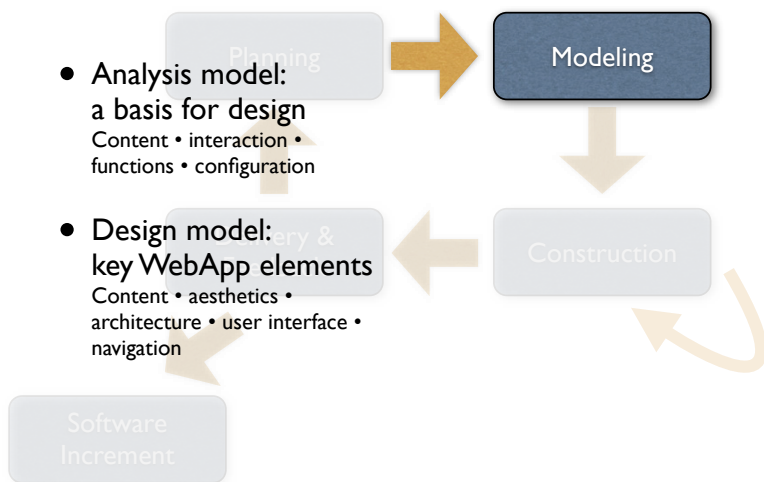 Planning
Modeling
• Analysis model:
a basis for design
Content • interaction •
functions • configuration
• Design model:
key WebApp elements
Content • aesthetics •
architecture • user interface •
navigation
Delivery &
Construction
Software
Increment